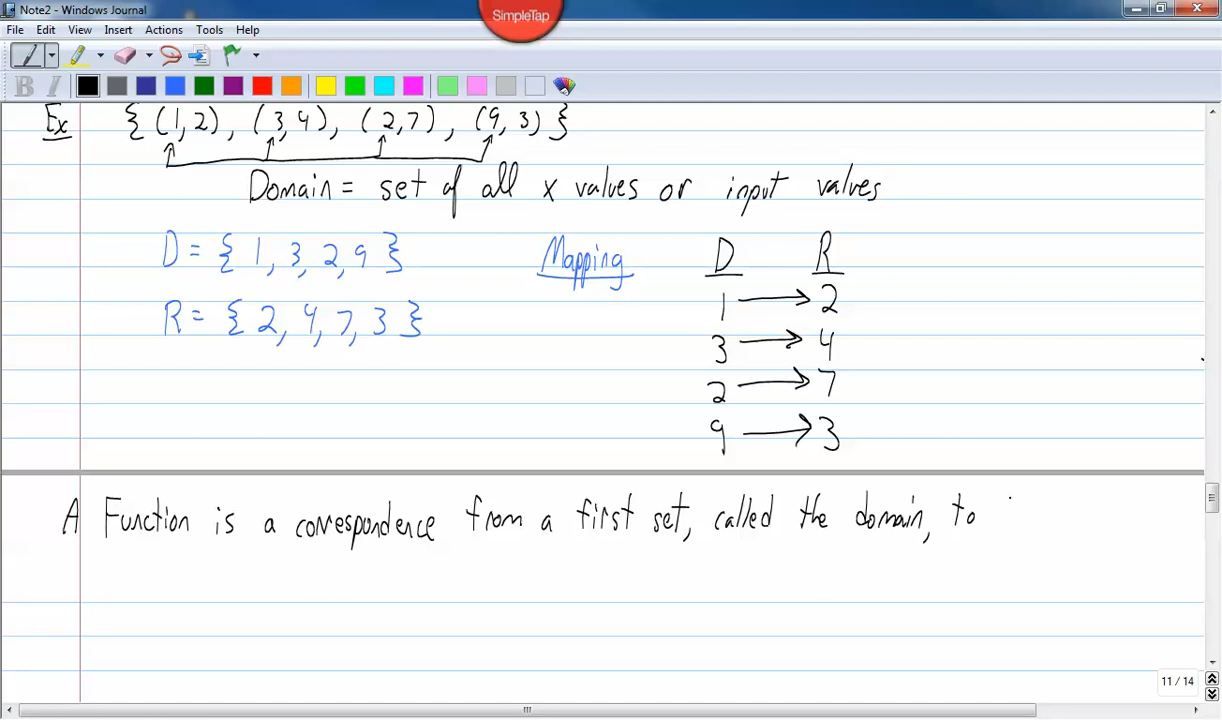 Note2 - Windows Journal
SimpleTap
File Edit View Insert Actions Tools Help
B I
Ex { (1,2), (3,4), (2,7), (9,3) }
Domain = set of all x values or input values
D = { 1, 3, 2, 9 }
R = { 2, 4, 7, 3 }
Mapping
D R
1 → 2
3 → 4
2 → 7
9 → 3
A Function is a correspondence from a first set, called the domain, to
11 / 14